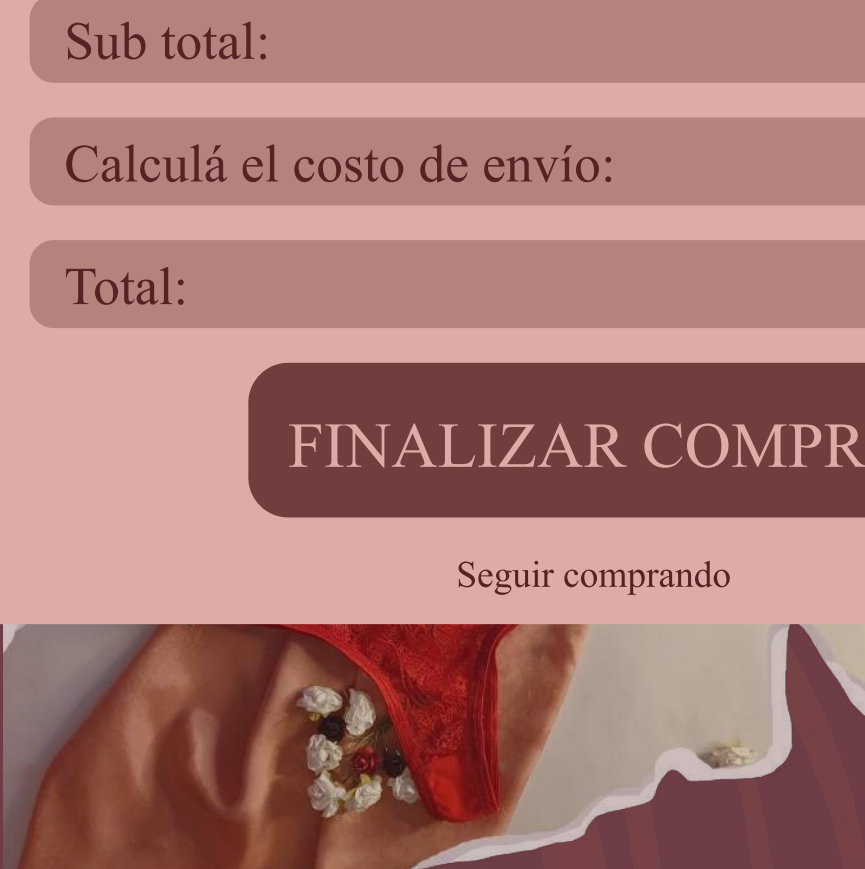 Sub total:
Calculá el costo de envío:
Total:
FINALIZAR COMPR
Seguir comprando